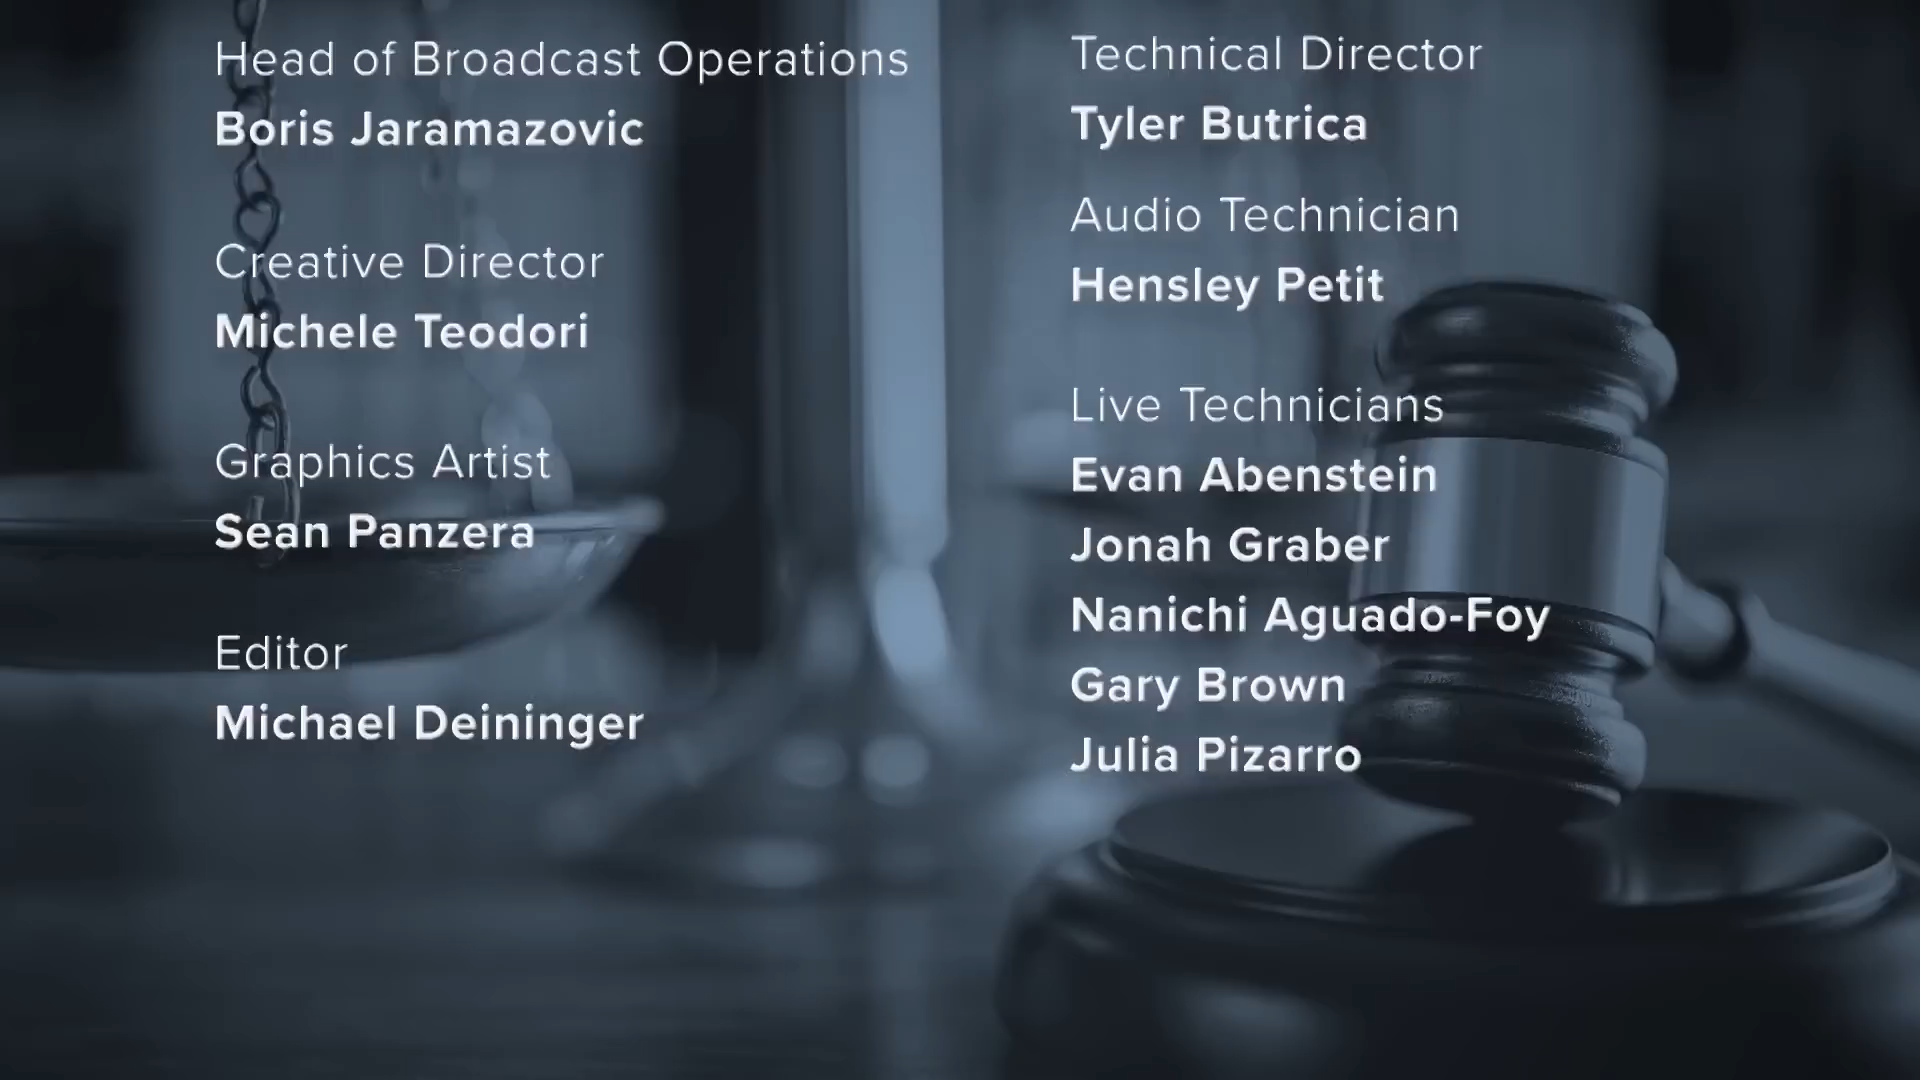 Head of Broadcast Operations
Boris Jaramazovic
Creative Director
Michele Teodori
Graphics Artist
Sean Panzera
Editor
Michael Deininger
Technical Director
Tyler Butrica
Audio Technician
Hensley Petit
Live Technicians
Evan Abenstein
Jonah Graber
Nanichi Aguado-Foy
Gary Brown
Julia Pizarro